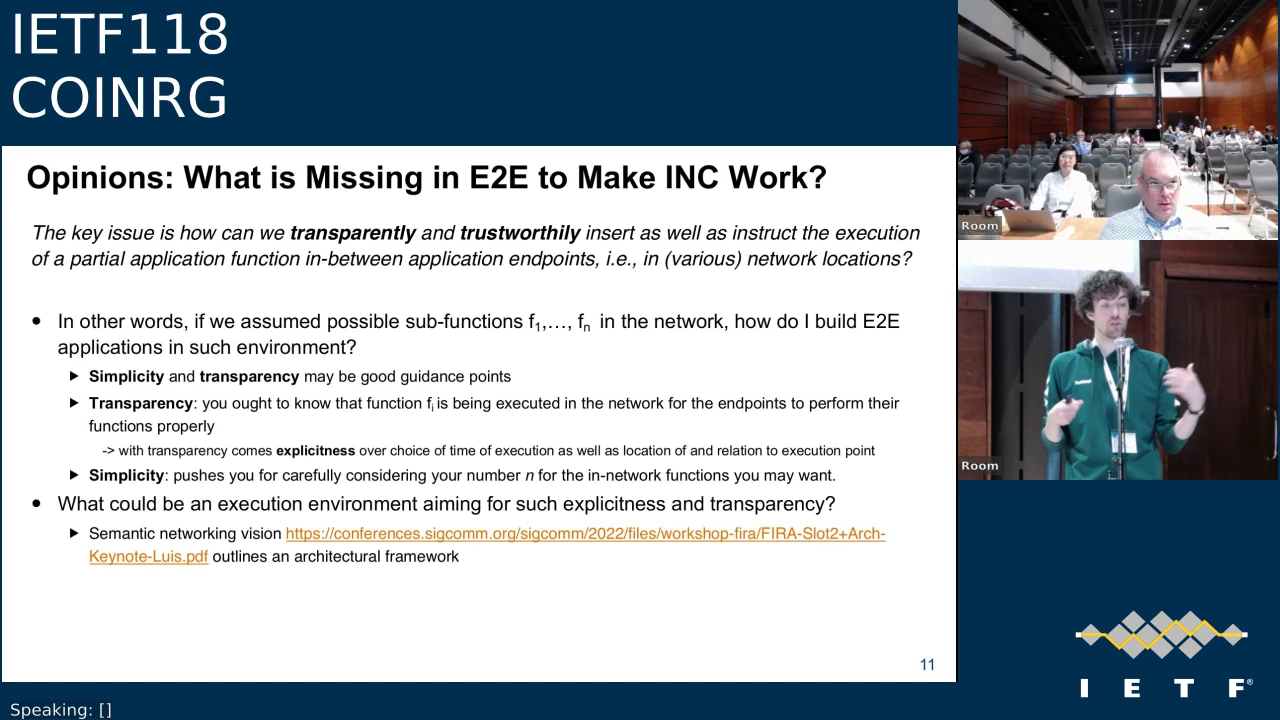 IETF118
COINRG
Opinions: What is Missing in E2E to Make INC Work?
The key issue is how can we transparently and trustworthily insert as well as instruct the execution
of a partial application function in-between application endpoints, i.e., in (various) network locations?
• In other words, if we assumed possible sub-functions f1,…, fn in the network, how do I build E2E
applications in such environment?
▶ Simplicity and transparency may be good guidance points
▶ Transparency: you ought to know that function fi is being executed in the network for the endpoints to perform their
functions properly
-> with transparency comes explicitness over choice of time of execution as well as location of and relation to execution point
▶ Simplicity: pushes you for carefully considering your number n for the in-network functions you may want.
• What could be an execution environment aiming for such explicitness and transparency?
▶ Semantic networking vision https://conferences.sigcomm.org/sigcomm/2022/files/workshop-fira/FIRA-Slot2+Arch-
Keynote-Luis.pdf outlines an architectural framework
11
Room
Room
I E T F®
Speaking: []